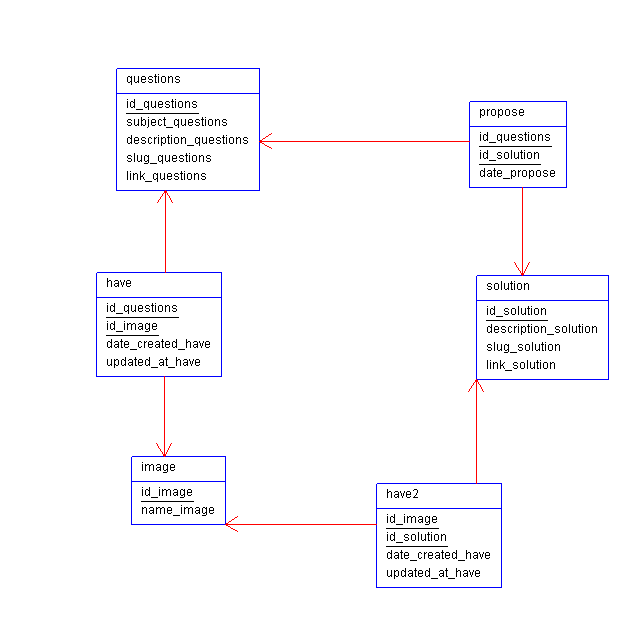 questions
id_questions
subject_questions
description_questions
slug_questions
link_questions
propose
id_questions
id_solution
date_propose
have
id_questions
id_image
date_created_have
updated_at_have
solution
id_solution
description_solution
slug_solution
link_solution
image
id_image
name_image
have2
id_image
id_solution
date_created_have
updated_at_have